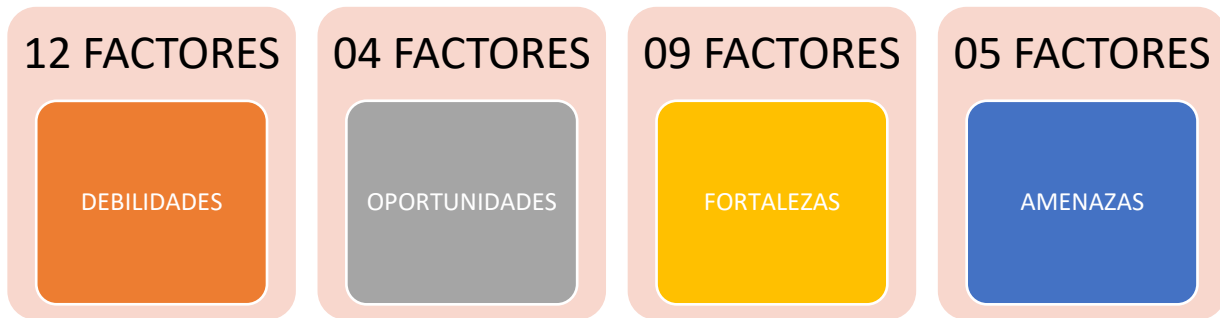 12 FACTORES
DEBILIDADES
04 FACTORES
OPORTUNIDADES
09 FACTORES
FORTALEZAS
05 FACTORES
AMENAZAS